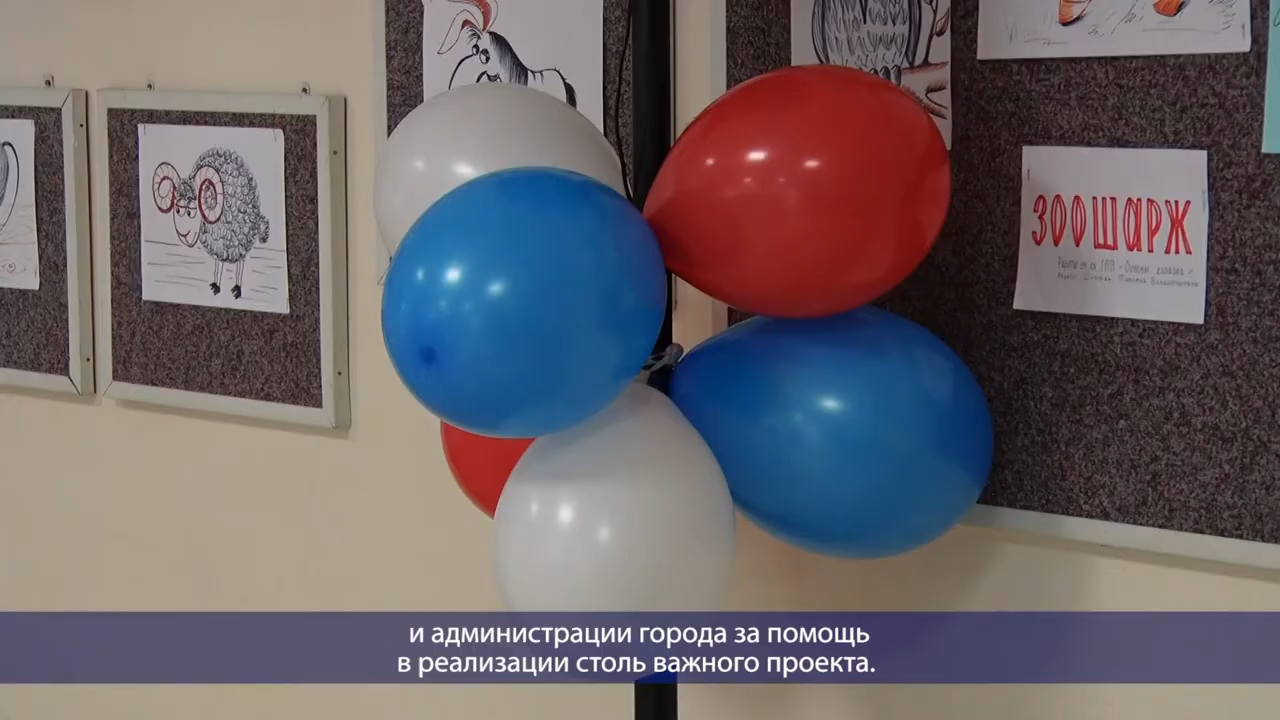 ЗООШАРЖ
и администрации города за помощь
в реализации столь важного проекта.